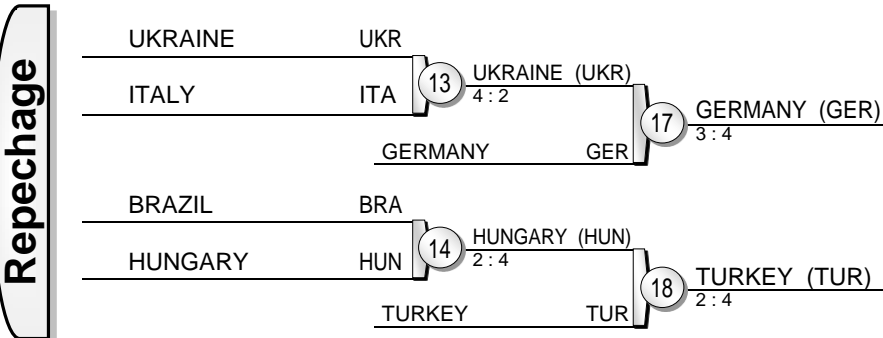 Repechage
UKRAINE UKR
ITALY ITA
13
UKRAINE (UKR)
4 : 2
GERMANY GER
17
GERMANY (GER)
3 : 4
BRAZIL BRA
HUNGARY HUN
14
HUNGARY (HUN)
2 : 4
TURKEY TUR
18
TURKEY (TUR)
2 : 4